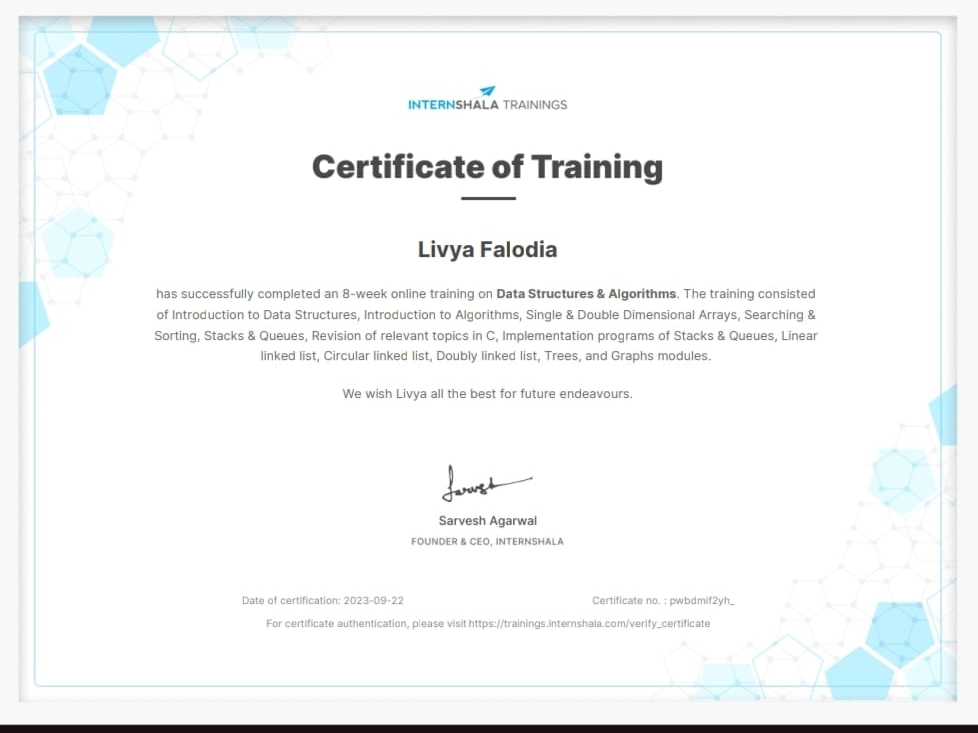 INTERNSHALA TRAININGS
Certificate of Training
Livya Falodia
has successfully completed an 8-week online training on Data Structures & Algorithms. The training consisted
of Introduction to Data Structures, Introduction to Algorithms, Single & Double Dimensional Arrays, Searching &
Sorting, Stacks & Queues, Revision of relevant topics in C, Implementation programs of Stacks & Queues, Linear
linked list, Circular linked list, Doubly linked list, Trees, and Graphs modules.
We wish Livya all the best for future endeavours.
Sarvesh
Sarvesh Agarwal
FOUNDER & CEO, INTERNSHALA
Date of certification: 2023-09-22 Certificate no. : pwbdmif2yh_
For certificate authentication, please visit https://trainings.internshala.com/verify_certificate